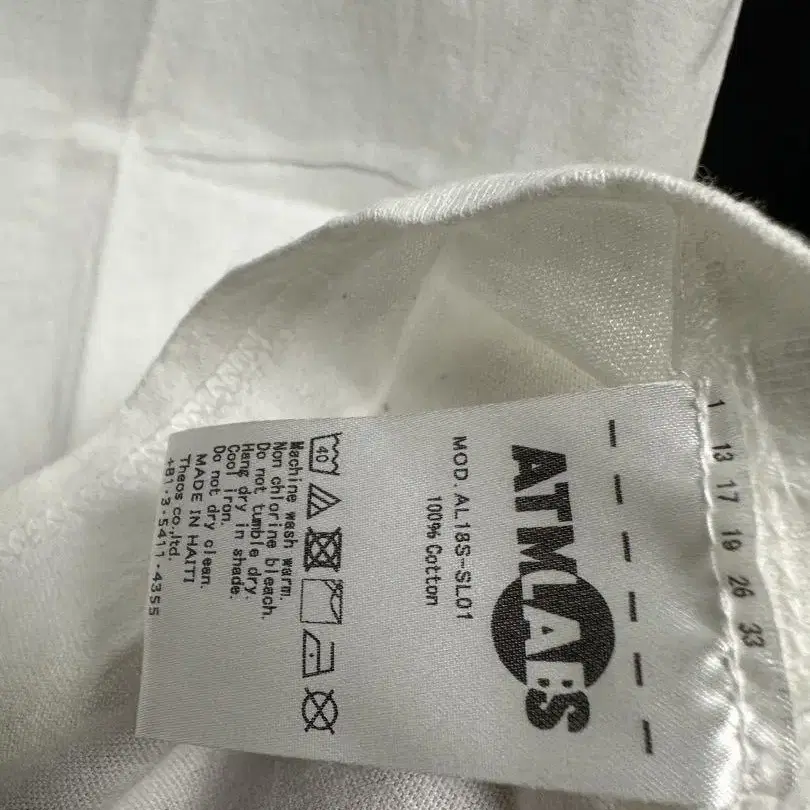 1 13 17 19 26 33
ATMLABS
MOD. AL18S-SL01
100% Cotton
40
Machine wash warm.
Non chlorine bleach.
Do not tumble dry.
Hang dry in shade.
Cool iron.
Do not dry clean.
MADE IN HAITI
Theos co.,ltd.
+81-3-5411-4355